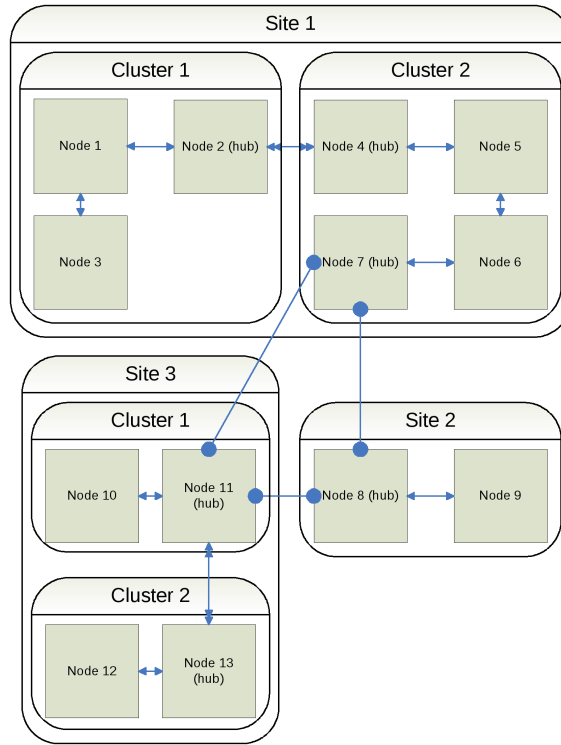 Site 1
Cluster 1
Cluster 2
Node 1
Node 2 (hub)
Node 4 (hub)
Node 5
Node 3
Node 7 (hub)
Node 6
Site 3
Cluster 1
Site 2
Node 10
Node 11
(hub)
Node 8 (hub)
Node 9
Cluster 2
Node 12
Node 13
(hub)